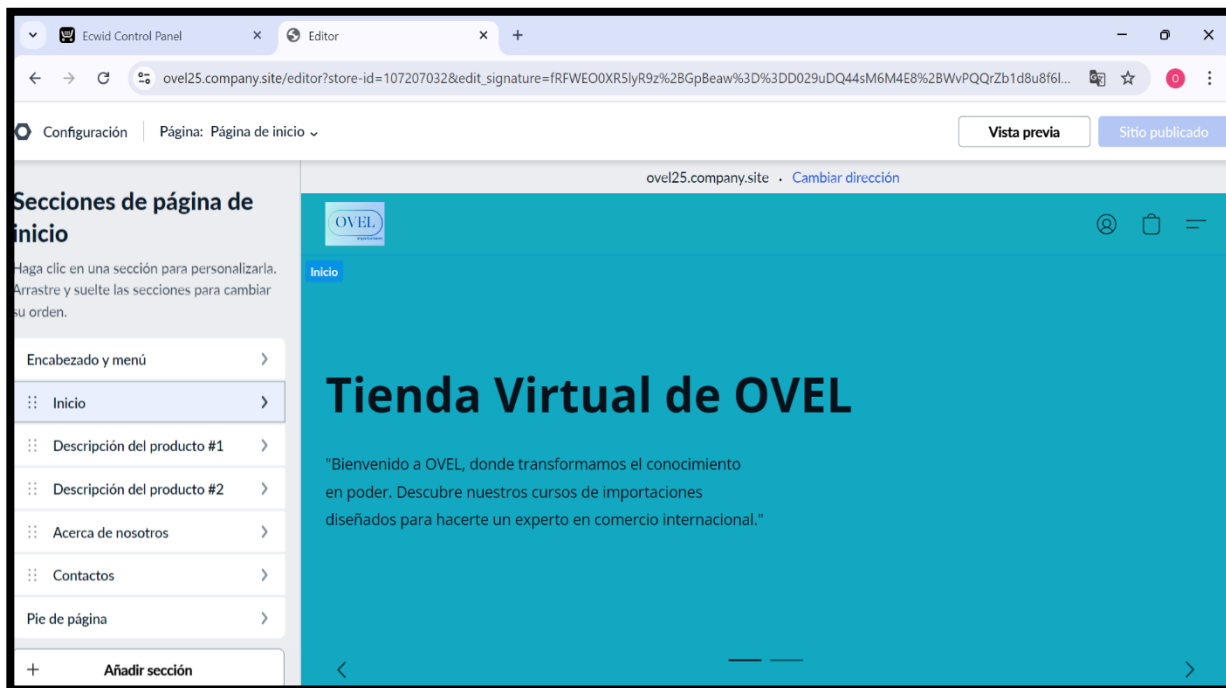 Ecwid Control Panel
Editor
ovel25.company.site/editor?store-id=107207032&edit_signature=fRFWEO0XR5lyR9z%2BGpBeaw%3D%3DD029uDQ44sM6M4E8%2BWvPQQrZb1d8u8f6l...
O
Configuración
Página: Página de inicio
Vista previa
Sitio publicado
Secciones de página de
inicio
Haga clic en una sección para personalizarla.
Arrastre y suelte las secciones para cambiar
su orden.
Encabezado y menú
Inicio
Descripción del producto #1
Descripción del producto #2
Acerca de nosotros
Contactos
Pie de página
+ Añadir sección
ovel25.company.site · Cambiar dirección
OVEL
Inicio
Tienda Virtual de OVEL
"Bienvenido a OVEL, donde transformamos el conocimiento
en poder. Descubre nuestros cursos de importaciones
diseñados para hacerte un experto en comercio internacional."